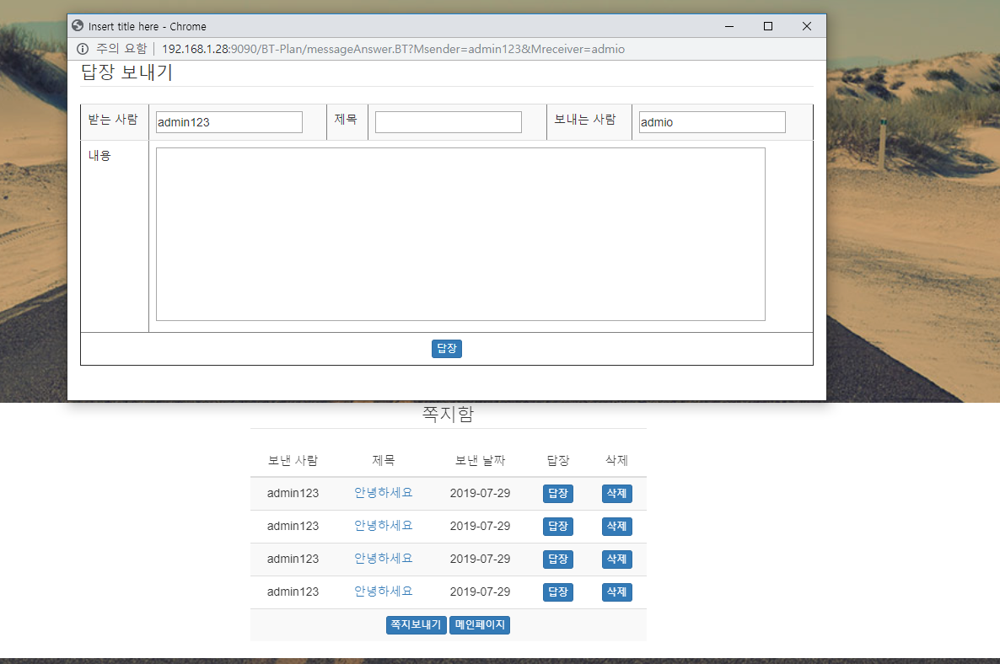 Insert title here - Chrome
주의 요함 | 192.168.1.28:9090/BT-Plan/messageAnswer.BT?Msender=admin123&Mreceiver=admio
답장 보내기
받는 사람 admin123 제목 보내는 사람 admio
내용
답장
쪽지함
보낸 사람 제목 보낸 날짜 답장 삭제
admin123 안녕하세요 2019-07-29 답장 삭제
admin123 안녕하세요 2019-07-29 답장 삭제
admin123 안녕하세요 2019-07-29 답장 삭제
admin123 안녕하세요 2019-07-29 답장 삭제
쪽지보내기 메인페이지